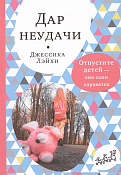 Дар
неудачи
Джессика
Лэйхи
Отпустите
детей —
они сами
справятся